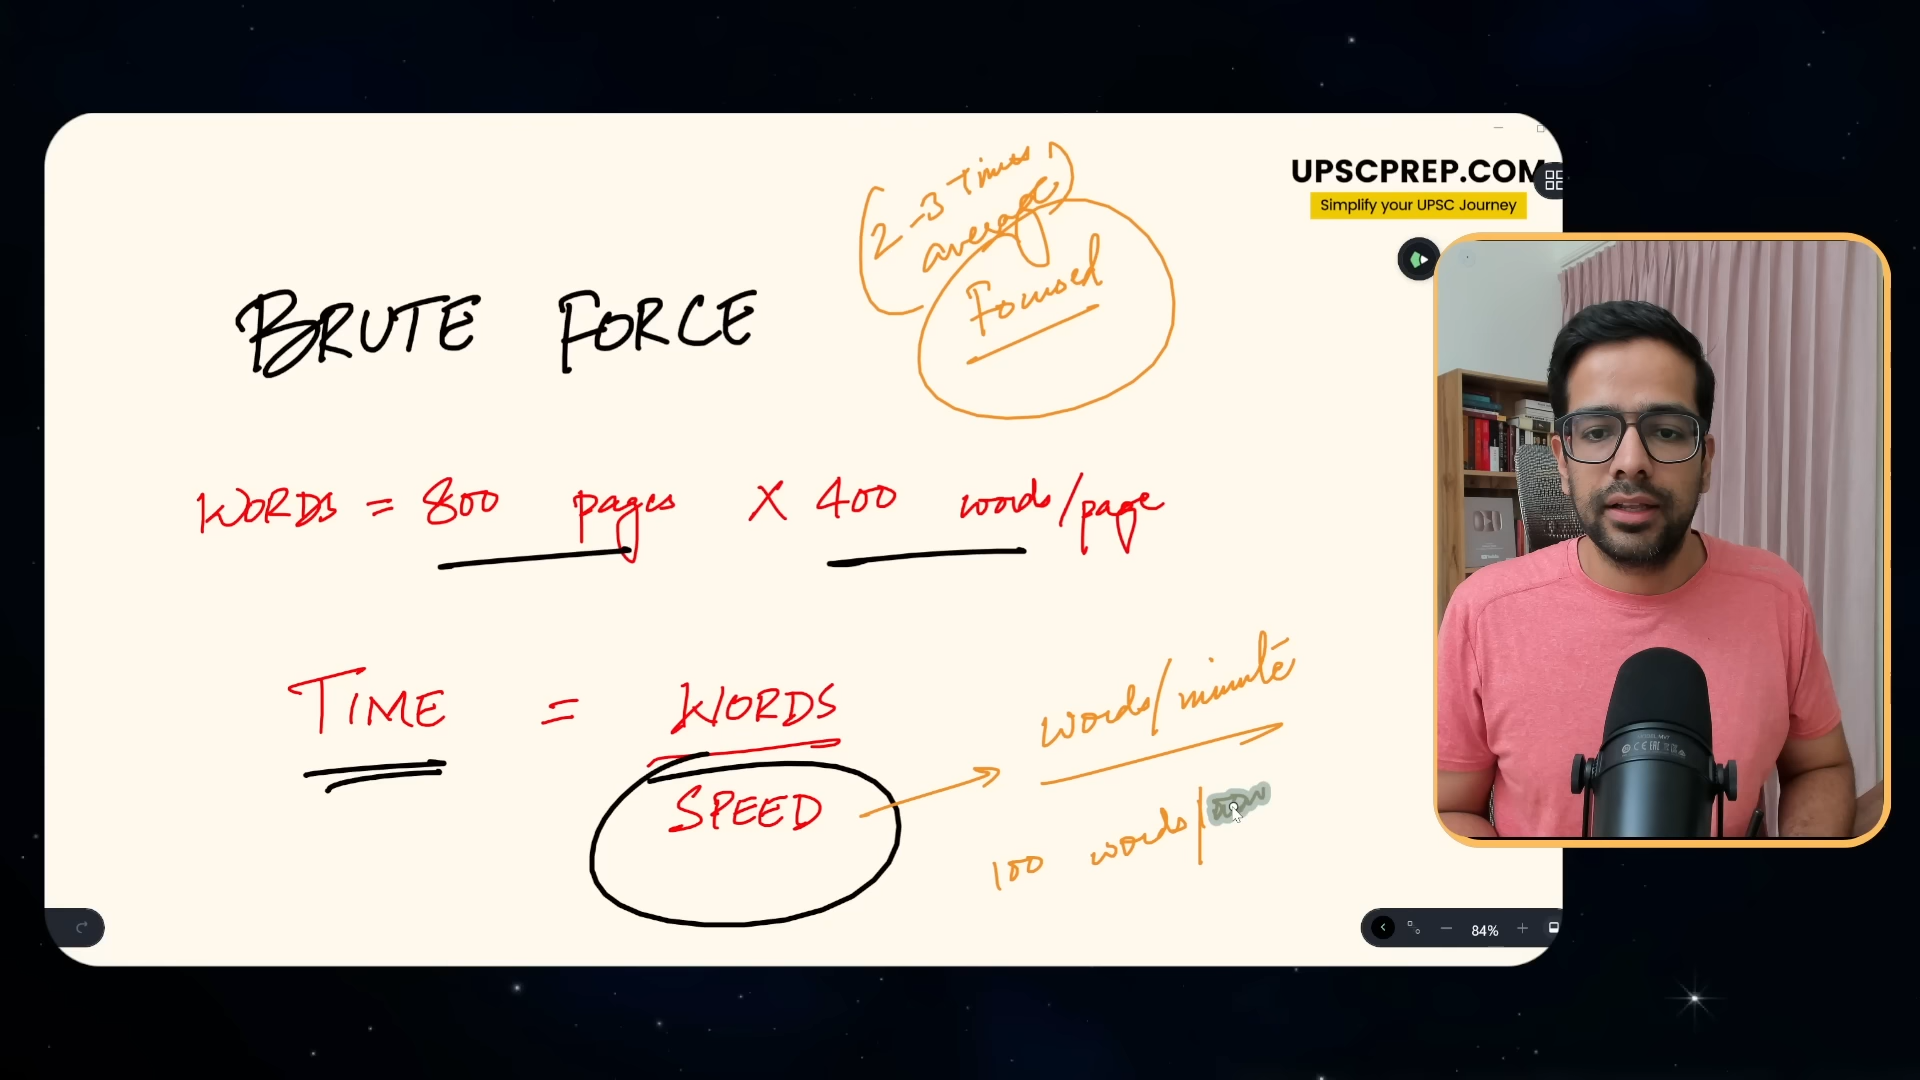 (2-3 Times
average)
UPSCPREP.COM
Simplify your UPSC Journey
Focused
BRUTE FORCE
WORDS = 800 pages X 400 words/page
TIME = WORDS
SPEED
words/minute
100 words/
84%